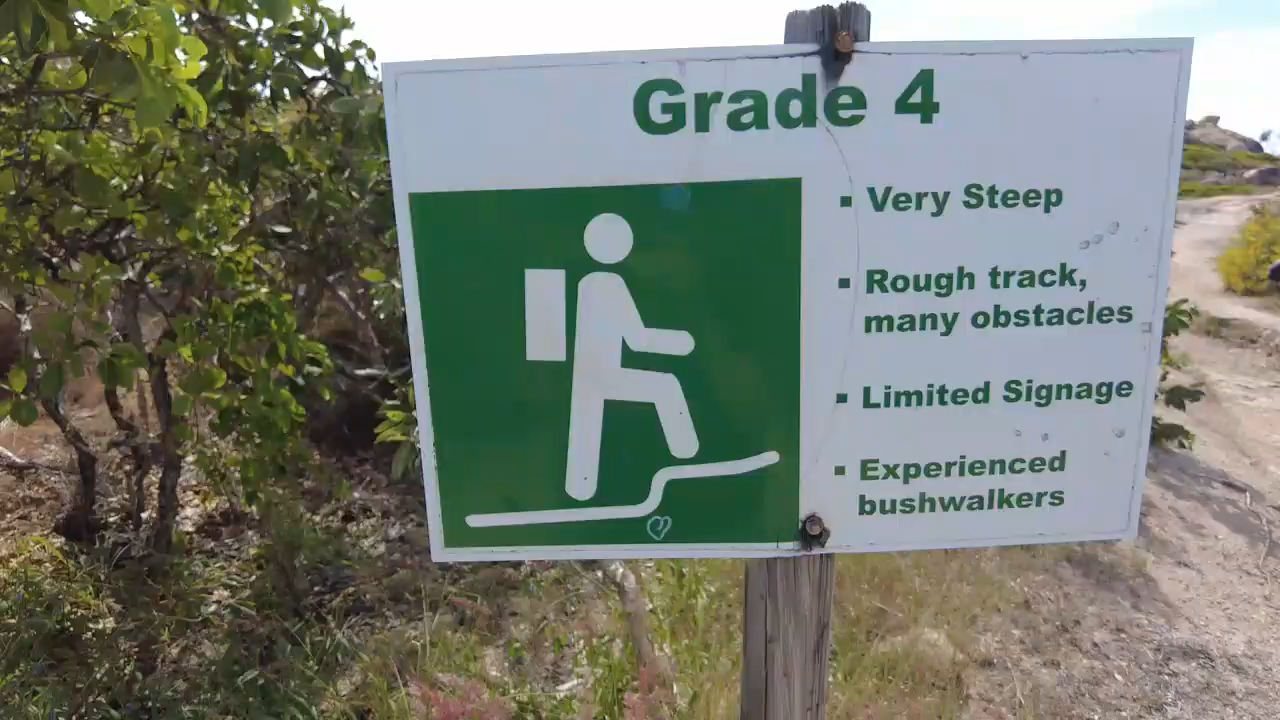 Grade 4
▪ Very Steep
▪ Rough track,
many obstacles
▪ Limited Signage
▪ Experienced
bushwalkers